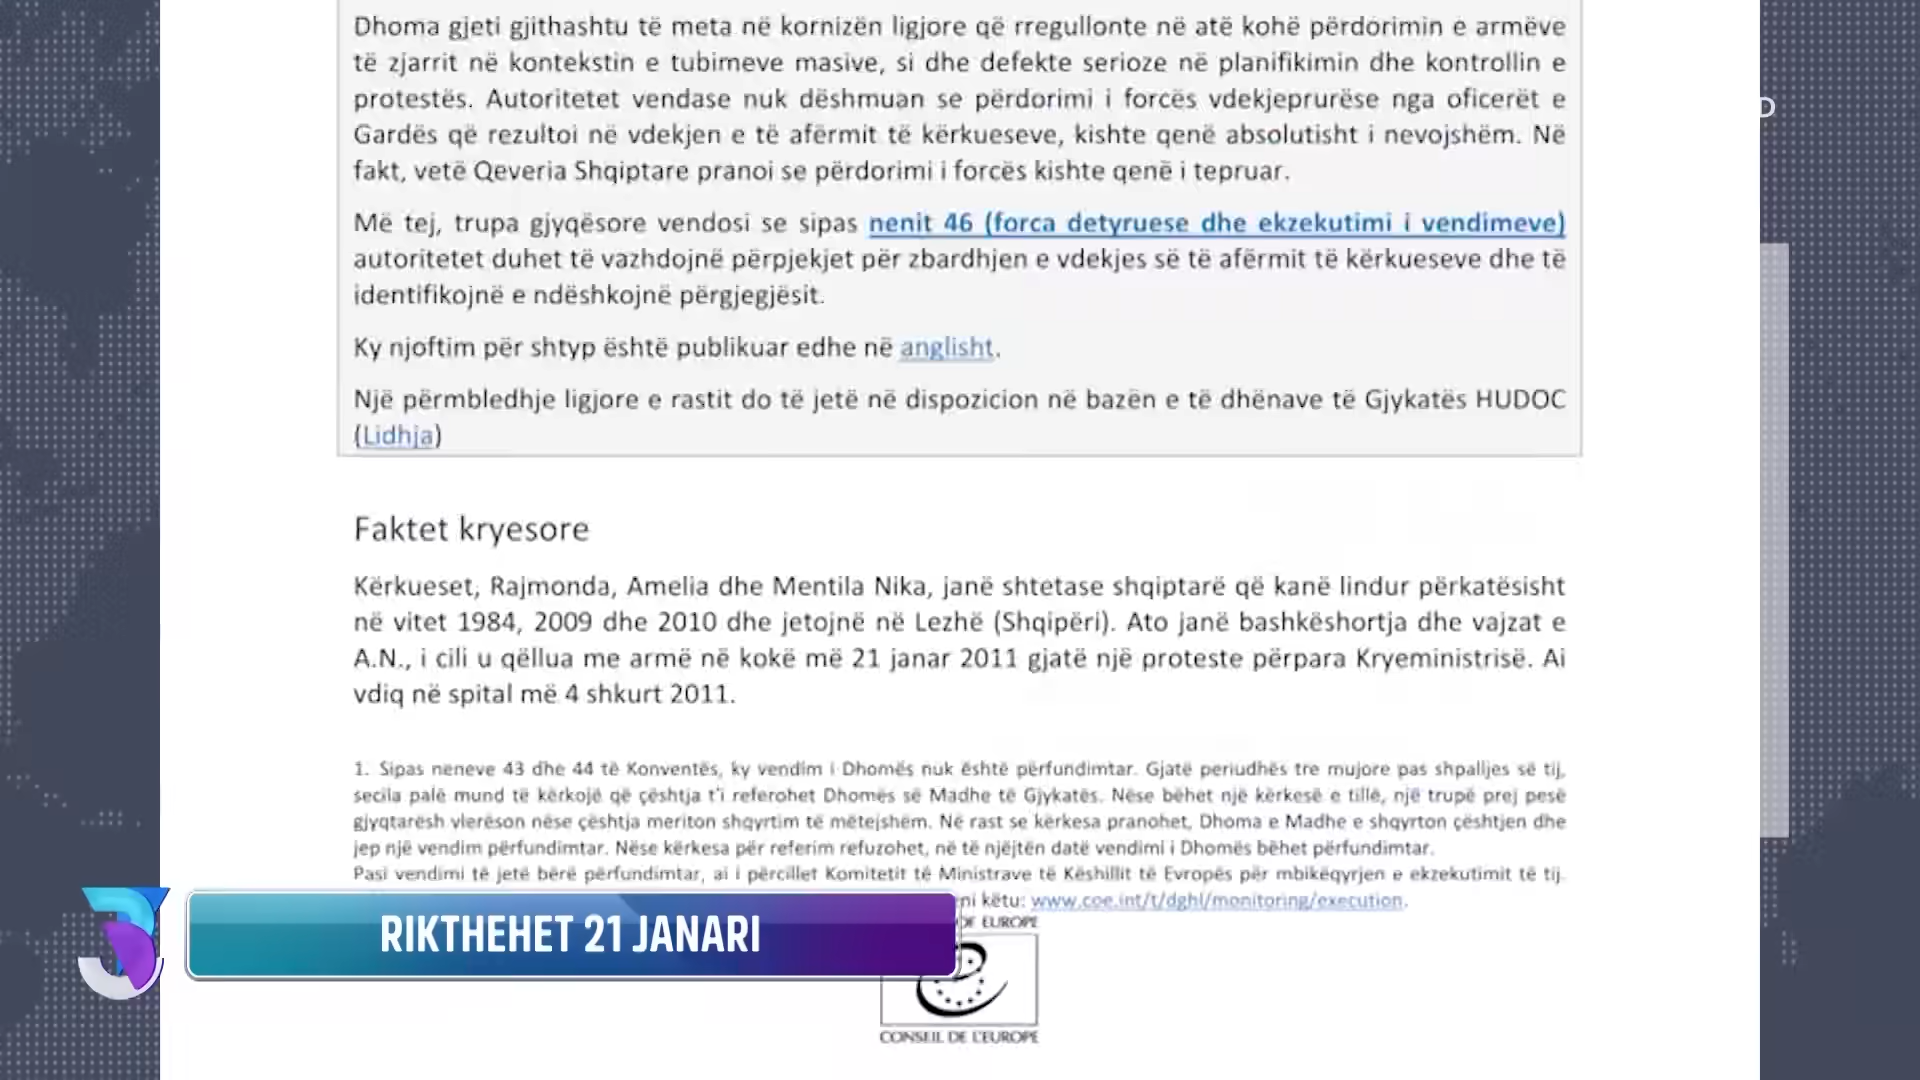 Dhoma gjeti gjithashtu të meta në kornizën ligjore që rregullonte në atë kohë përdorimin e armëve
të zjarrit në kontekstin e tubimeve masive, si dhe defekte serioze në planifikimin dhe kontrollin e
protestës. Autoritetet vendase nuk dëshmuan se përdorimi i forcës vdekjeprurëse nga oficerët e
Gardës që rezultoi në vdekjen e të afërmit të kërkueseve, kishte qenë absolutisht i nevojshëm. Në
fakt, vetë Qeveria Shqiptare pranoi se përdorimi i forcës kishte qenë i tepruar.
Më tej, trupa gjyqësore vendosi se sipas nenit 46 (forca detyruese dhe ekzekutimi i vendimeve)
autoritetet duhet të vazhdojnë përpjekjet për zbardhjen e vdekjes së të afërmit të kërkueseve dhe të
identifikojnë e ndëshkojnë përgjegjësit.
Ky njoftim për shtyp është publikuar edhe në anglisht.
Një përmbledhje ligjore e rastit do të jetë në dispozicion në bazën e të dhënave të Gjykatës HUDOC
(Lidhja)
Faktet kryesore
Kërkueset, Rajmonda, Amelia dhe Mentila Nika, janë shtetase shqiptarë që kanë lindur përkatësisht
në vitet 1984, 2009 dhe 2010 dhe jetojnë në Lezhë (Shqipëri). Ato janë bashkëshortja dhe vajzat e
A.N., i cili u qëllua me armë në kokë më 21 janar 2011 gjatë një proteste përpara Kryeministrisë. Ai
vdiq në spital më 4 shkurt 2011.
1. Sipas neneve 43 dhe 44 të Konventës, ky vendim i Dhomës nuk është përfundimtar. Gjatë periudhës tre mujore pas shpalljes së tij,
secila palë mund të kërkojë që çështja t'i referohet Dhomës së Madhe të Gjykatës. Nëse bëhet një kërkesë e tillë, një trupë prej pesë
gjyqtarësh vlerëson nëse çështja meriton shqyrtim të mëtejshëm. Në rast se kërkesa pranohet, Dhoma e Madhe e shqyrton çështjen dhe
jep një vendim përfundimtar. Nëse kërkesa për referim refuzohet, në të njëjtën datë vendimi i Dhomës bëhet përfundimtar.
Pasi vendimi të jetë bërë përfundimtar, ai i përcillet Komitetit të Ministrave të Këshillit të Evropës për mbikëqyrjen e ekzekutimit të tij.
ni këtu: www.coe.int/t/dghl/monitoring/execution.
OF EUROPE
RIKTHEHET 21 JANARI
CONSEIL DE L'EUROPE